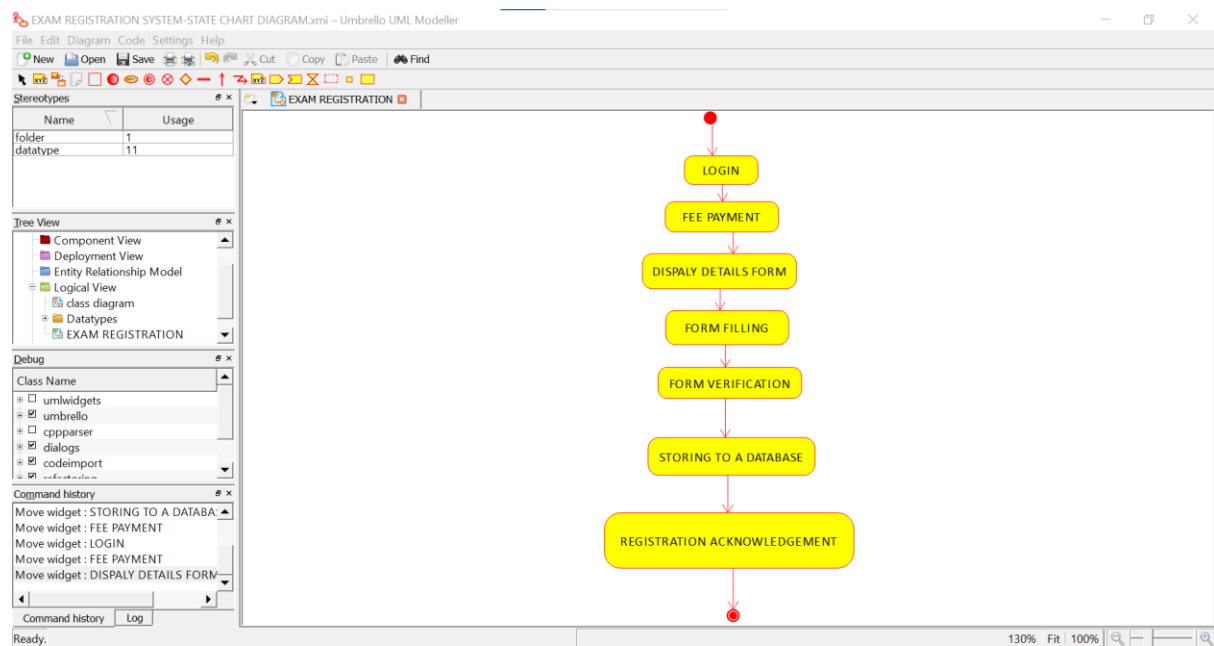 EXAM REGISTRATION SYSTEM-STATE CHART DIAGRAM.xmi – Umbrello UML Modeller
File Edit Diagram Code Settings Help
New Open Save Cut Copy Paste Find
Stereotypes
Name Usage
folder 1
datatype 11
Tree View
Component View
Deployment View
Entity Relationship Model
Logical View
class diagram
Datatypes
EXAM REGISTRATION
Debug
Class Name
umlwidgets
umbrello
cppparser
dialogs
codeimport
refactoring
Command history
Move widget : STORING TO A DATABA
Move widget : FEE PAYMENT
Move widget : LOGIN
Move widget : FEE PAYMENT
Move widget : DISPALY DETAILS FORM
Command history Log
Ready.
EXAM REGISTRATION
LOGIN
FEE PAYMENT
DISPALY DETAILS FORM
FORM FILLING
FORM VERIFICATION
STORING TO A DATABASE
REGISTRATION ACKNOWLEDGEMENT
130% Fit 100%